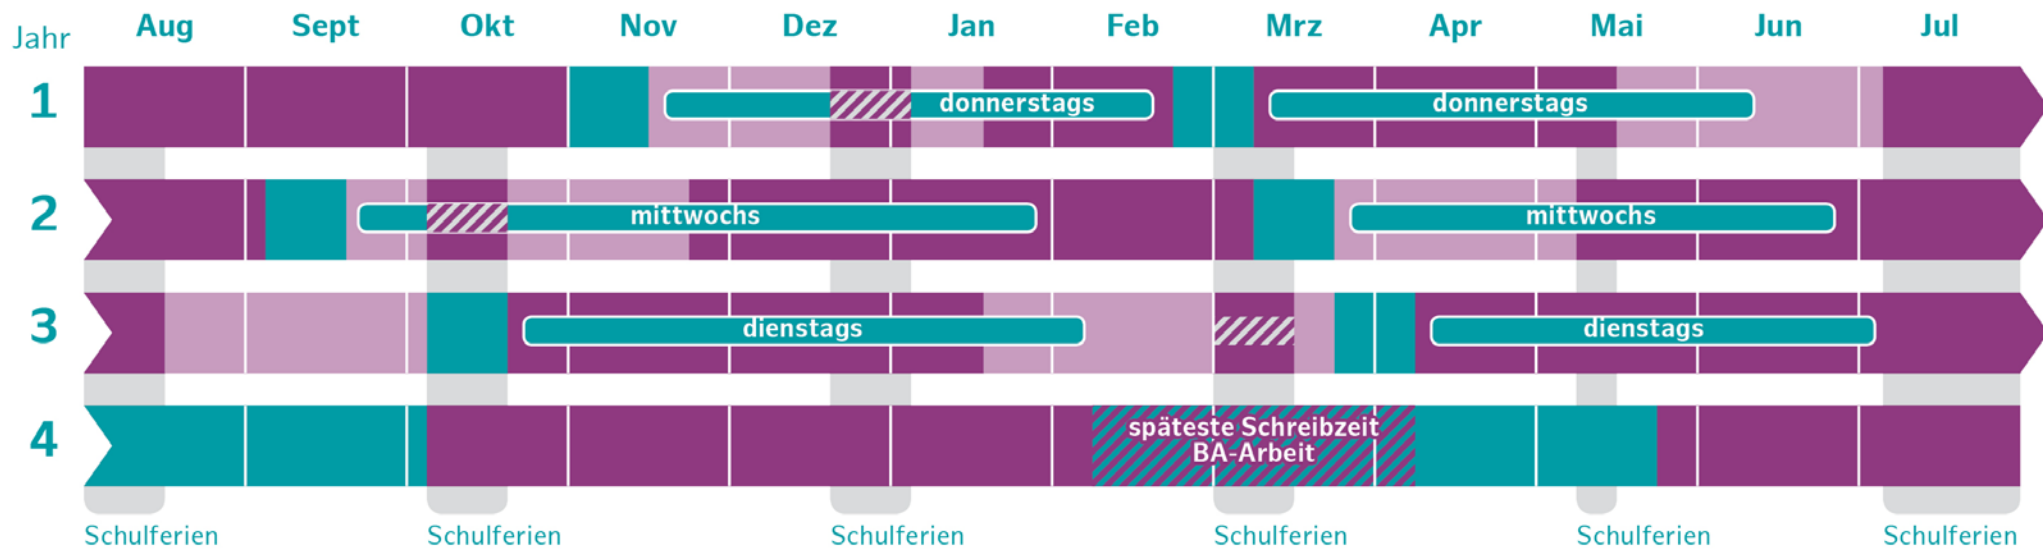 Jahr Aug Sept Okt Nov Dez Jan Feb Mrz Apr Mai Jun Jul
1 donnerstags donnerstags
2 mittwochs mittwochs
3 dienstags dienstags
4 späteste Schreibzeit
BA-Arbeit
Schulferien Schulferien Schulferien Schulferien Schulferien Schulferien